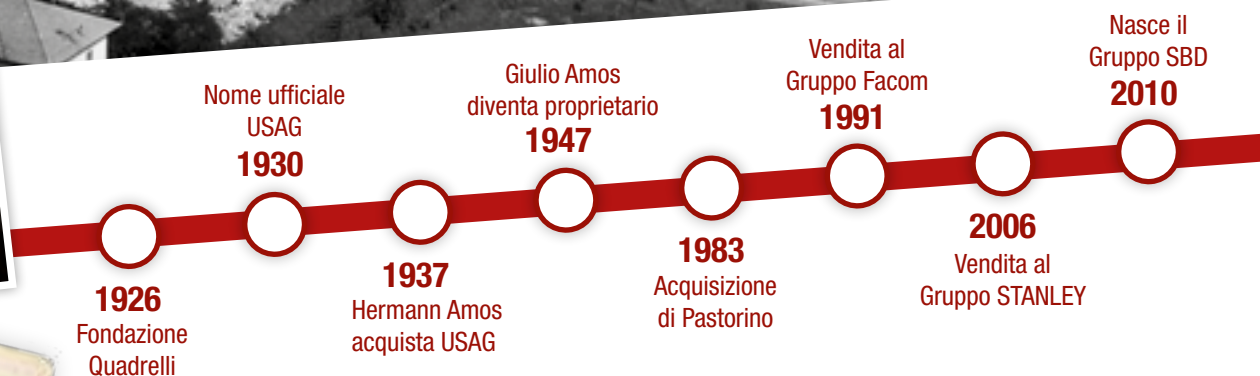 1926
Fondazione
Quadrelli
Nome ufficiale
USAG
1930
1937
Hermann Amos
acquista USAG
Giulio Amos
diventa proprietario
1947
1983
Acquisizione
di Pastorino
Vendita al
Gruppo Facom
1991
2006
Vendita al
Gruppo STANLEY
Nasce il
Gruppo SBD
2010